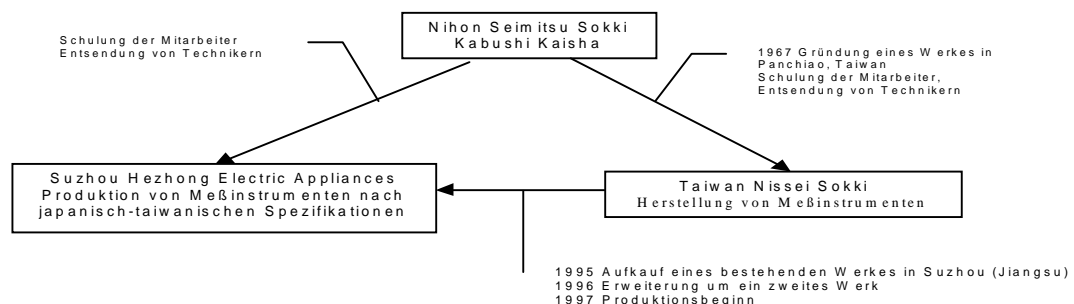 Nihon Seimitsu Sokki
Kabushi Kaisha
Schulung der Mitarbeiter
Entsendung von Technikern
1967 Gründung eines Werkes in
Panchiao, Taiwan
Schulung der Mitarbeiter,
Entsendung von Technikern
Suzhou Hezhong Electric Appliances
Produktion von Meßinstrumenten nach
japanisch-taiwanischen Spezifikationen
Taiwan Nissei Sokki
Herstellung von Meßinstrumenten
1995 Aufkauf eines bestehenden Werkes in Suzhou (Jiangsu)
1996 Erweiterung um ein zweites Werk
1997 Produktionsbeginn